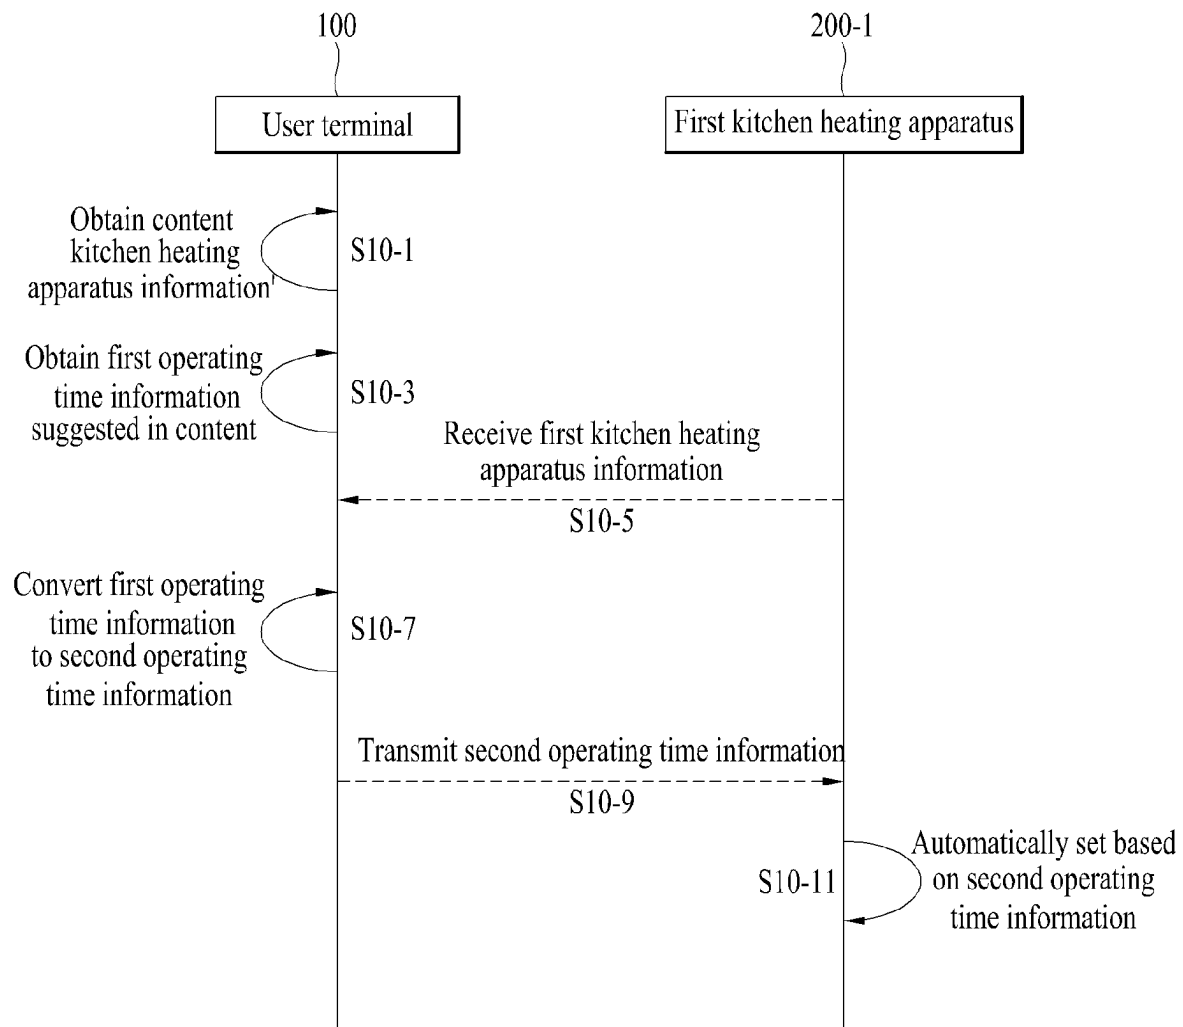 100
200-1
User terminal
First kitchen heating apparatus
Obtain content
kitchen heating
apparatus information'
S10-1
Obtain first operating
time information
suggested in content
S10-3
Receive first kitchen heating
apparatus information
S10-5
Convert first operating
time information
to second operating
time information
S10-7
Transmit second operating time information
S10-9
S10-11
Automatically set based
on second operating
time information